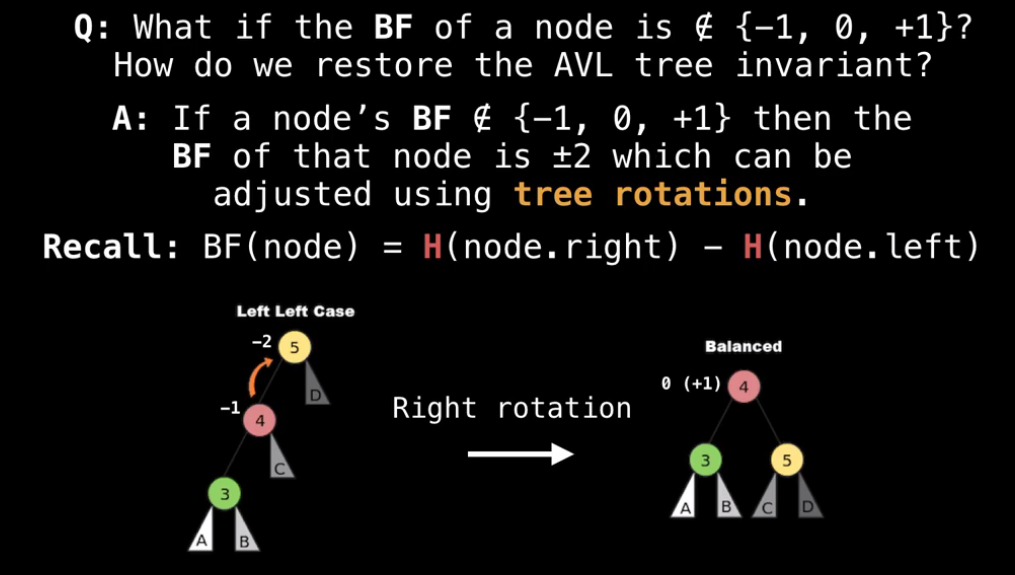 Q: What if the BF of a node is ∉ {−1, 0, +1}?
How do we restore the AVL tree invariant?
A: If a node’s BF ∉ {−1, 0, +1} then the
BF of that node is ±2 which can be
adjusted using tree rotations.
Recall: BF(node) = H(node.right) − H(node.left)
Left Left Case
−2 5
D
−1 4
C
3
A B
Right rotation
Balanced
0 (+1) 4
3 5
A B C D